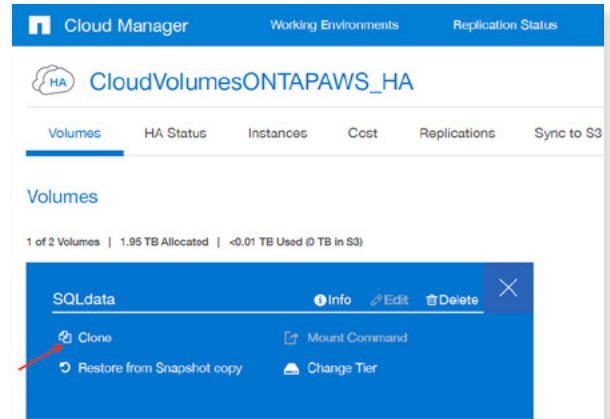 Cloud Manager Working Environments Replication Status
HA CloudVolumesONTAPAWS_HA
Volumes HA Status Instances Cost Replications Sync to S3
Volumes
1 of 2 Volumes | 1.95 TB Allocated | <0.01 TB Used (0 TB in S3)
SQLdata Info Edit Delete
Clone Mount Command
Restore from Snapshot copy Change Tier